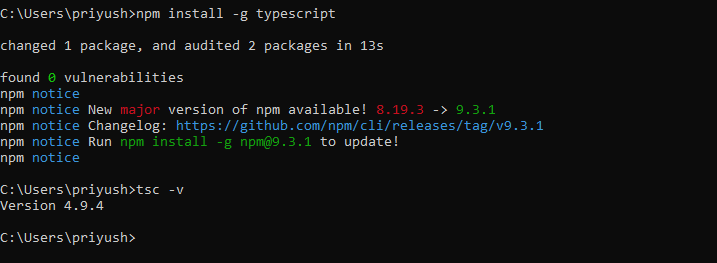 C:\Users\priyush>npm install -g typescript
changed 1 package, and audited 2 packages in 13s
found 0 vulnerabilities
npm notice
npm notice New major version of npm available! 8.19.3 -> 9.3.1
npm notice Changelog: https://github.com/npm/cli/releases/tag/v9.3.1
npm notice Run npm install -g npm@9.3.1 to update!
npm notice
C:\Users\priyush>tsc -v
Version 4.9.4
C:\Users\priyush>